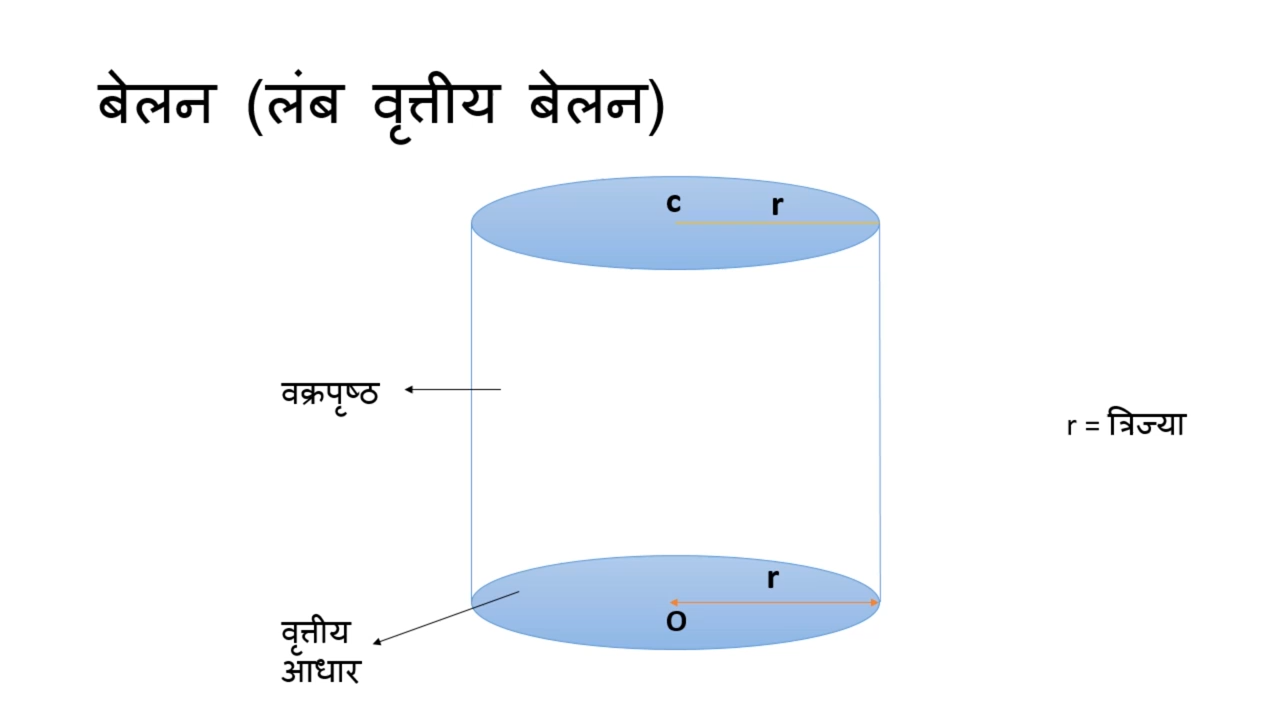 बेलन (लंब वृत्तीय बेलन)
c r
वक्रपृष्ठ
r = त्रिज्या
r
O
वृत्तीय
आधार